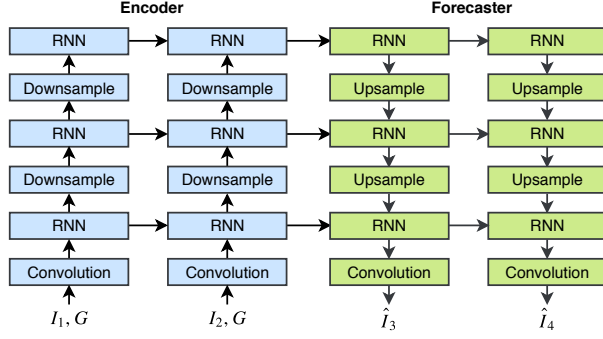 Encoder Forecaster
RNN RNN RNN RNN
Downsample Downsample Upsample Upsample
RNN RNN RNN RNN
Downsample Downsample Upsample Upsample
RNN RNN RNN RNN
Convolution Convolution Convolution Convolution
I₁, G I₂, G Î₃ Î₄